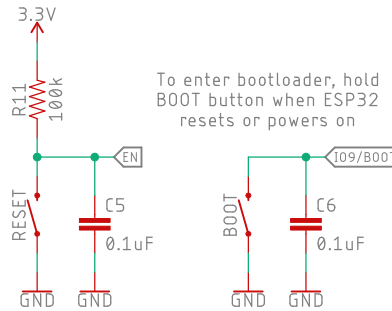 3.3V
R11
100k
To enter bootloader, hold
BOOT button when ESP32
resets or powers on
EN
IO9/BOOT
RESET
C5
0.1uF
BOOT
C6
0.1uF
GND
GND
GND
GND